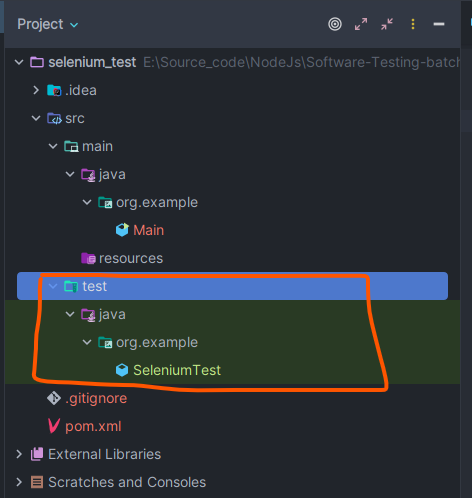 Project
selenium_test E:\Source_code\NodeJs\Software-Testing-batch
.idea
src
main
java
org.example
Main
resources
test
java
org.example
SeleniumTest
.gitignore
pom.xml
External Libraries
Scratches and Consoles